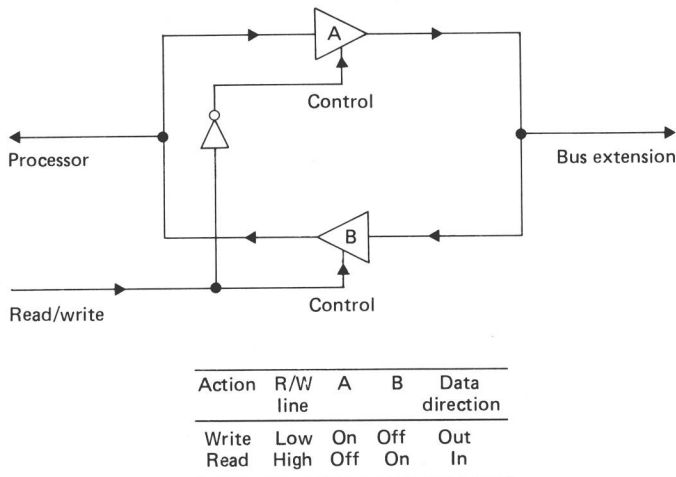 A
Control
Processor
Bus extension
B
Read/write
Control
Action R/W A B Data
line direction
Write Low On Off Out
Read High Off On In